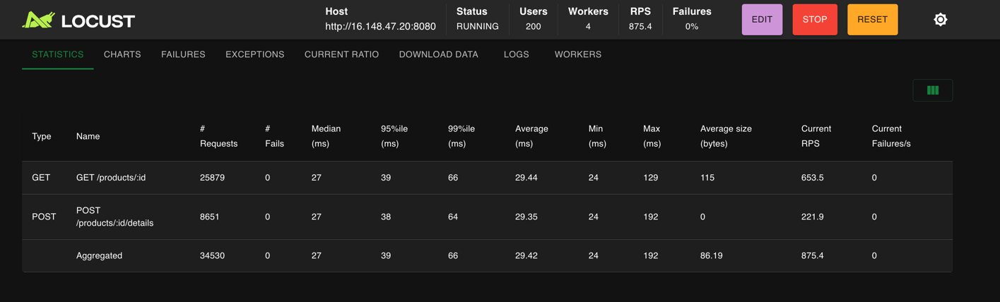 LOCUST
Host
http://16.148.47.20:8080
Status
RUNNING
Users
200
Workers
4
RPS
875.4
Failures
0%
EDIT
STOP
RESET
STATISTICS CHARTS FAILURES EXCEPTIONS CURRENT RATIO DOWNLOAD DATA LOGS WORKERS
Type
Name
#
Requests
#
Fails
Median
(ms)
95%ile
(ms)
99%ile
(ms)
Average
(ms)
Min
(ms)
Max
(ms)
Average size
(bytes)
Current
RPS
Current
Failures/s
GET GET /products/:id 25879 0 27 39 66 29.44 24 129 115 653.5 0
POST
POST
/products/:id/details
8651 0 27 38 64 29.35 24 192 0 221.9 0
Aggregated 34530 0 27 39 66 29.42 24 192 86.19 875.4 0